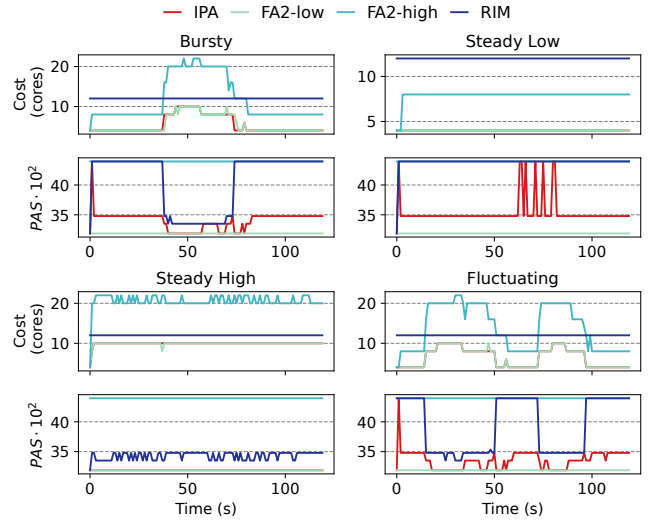 IPA FA2-low FA2-high RIM
Bursty
Cost
(cores)
20
10
PAS · 10²
40
35
0 50 100
Steady Low
10
5
40
35
0 50 100
Steady High
Cost
(cores)
20
10
PAS · 10²
40
35
0 50 100
Time (s)
Fluctuating
20
10
40
35
0 50 100
Time (s)